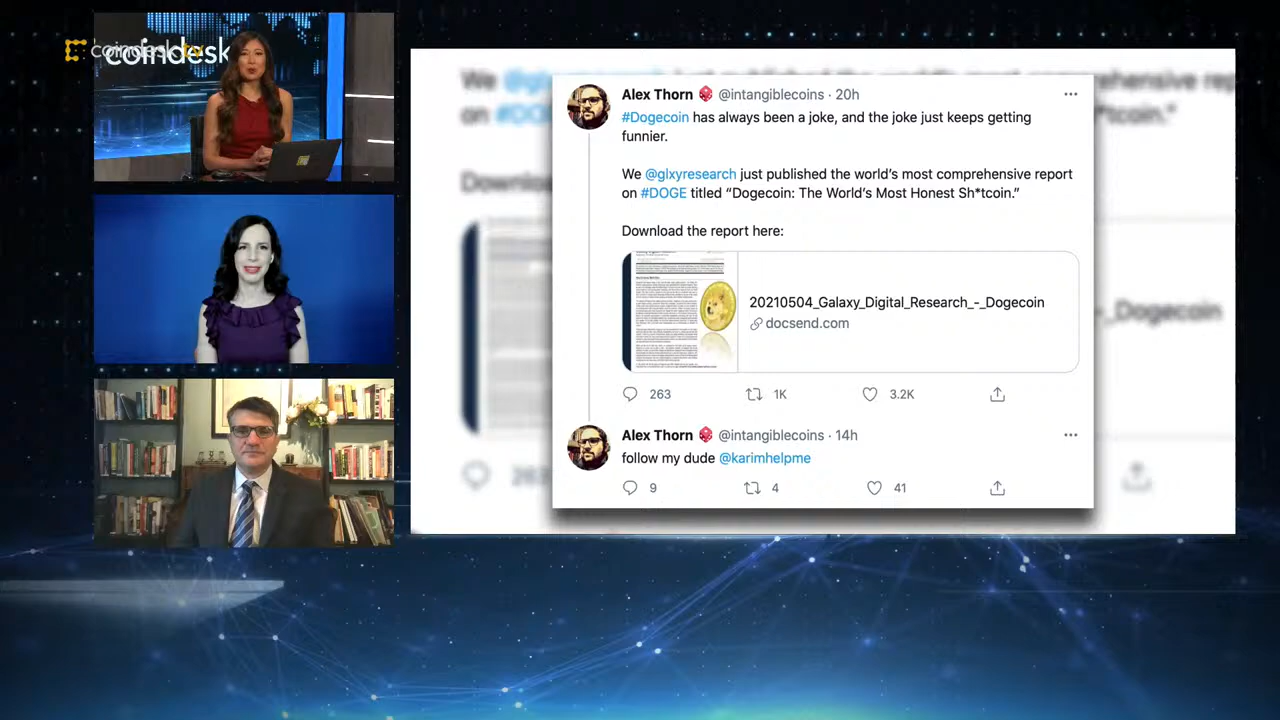 coindesk tv
coindesk
Alex Thorn @intangiblecoins · 20h
#Dogecoin has always been a joke, and the joke just keeps getting
funnier.
We @glxyresearch just published the world's most comprehensive report
on #DOGE titled “Dogecoin: The World's Most Honest Sh*tcoin.”
Download the report here:
20210504_Galaxy_Digital_Research_-_Dogecoin
docsend.com
263 1K 3.2K
Alex Thorn @intangiblecoins · 14h
follow my dude @karimhelpme
9 4 41